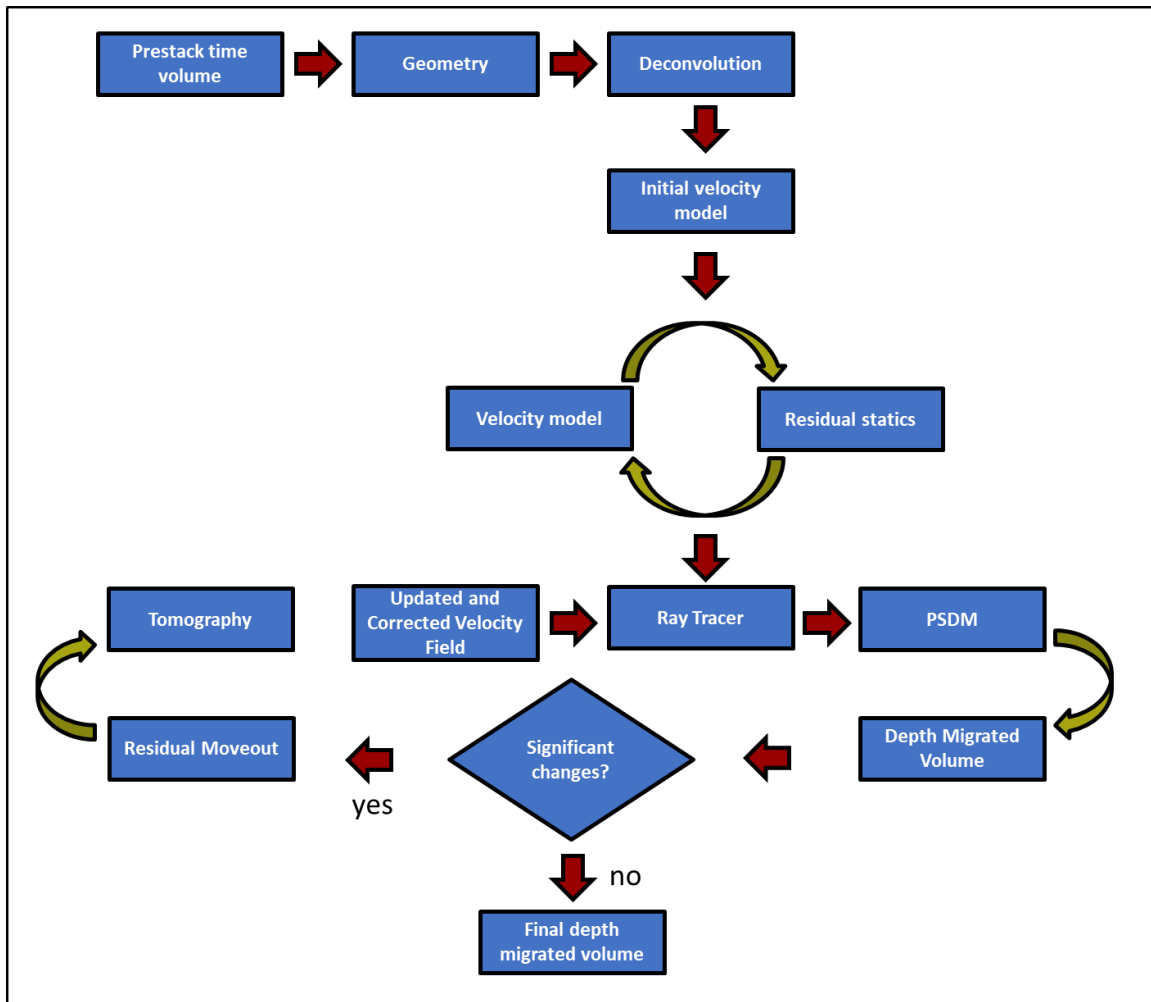 Prestack time
volume
Geometry
Deconvolution
Initial velocity
model
Velocity model
Residual statics
Tomography
Updated and
Corrected Velocity
Field
Ray Tracer
PSDM
Residual Moveout
Significant
changes?
Depth Migrated
Volume
yes
no
Final depth
migrated volume